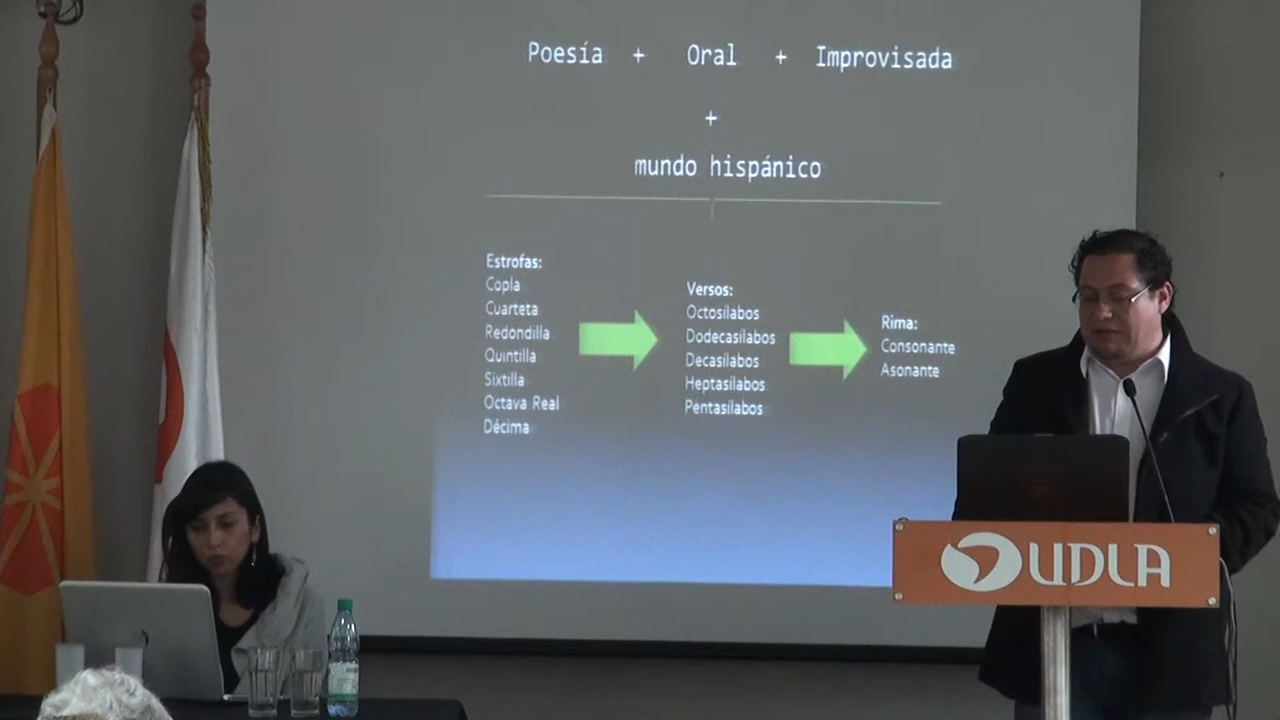 Poesía + Oral + Improvisada
+
mundo hispánico
Estrofas:
Copla
Cuarteta
Redondilla
Quintilla
Sixtilla
Octava Real
Décima
Versos:
Octosílabos
Dodecasílabos
Decasílabos
Heptasílabos
Pentasílabos
Rima:
Consonante
Asonante
UDLA